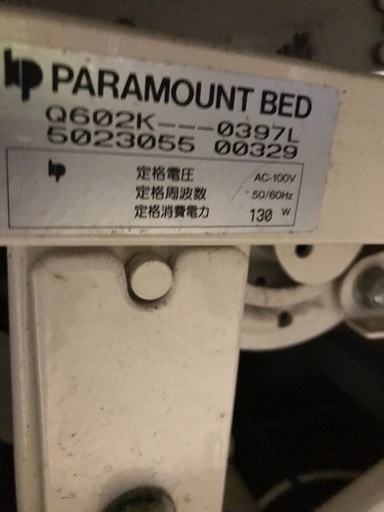 PARAMOUNT BED
Q602K---0397L
5023055 00329
定格電圧 AC-100V
定格周波数 50/60Hz
定格消費電力 130 W